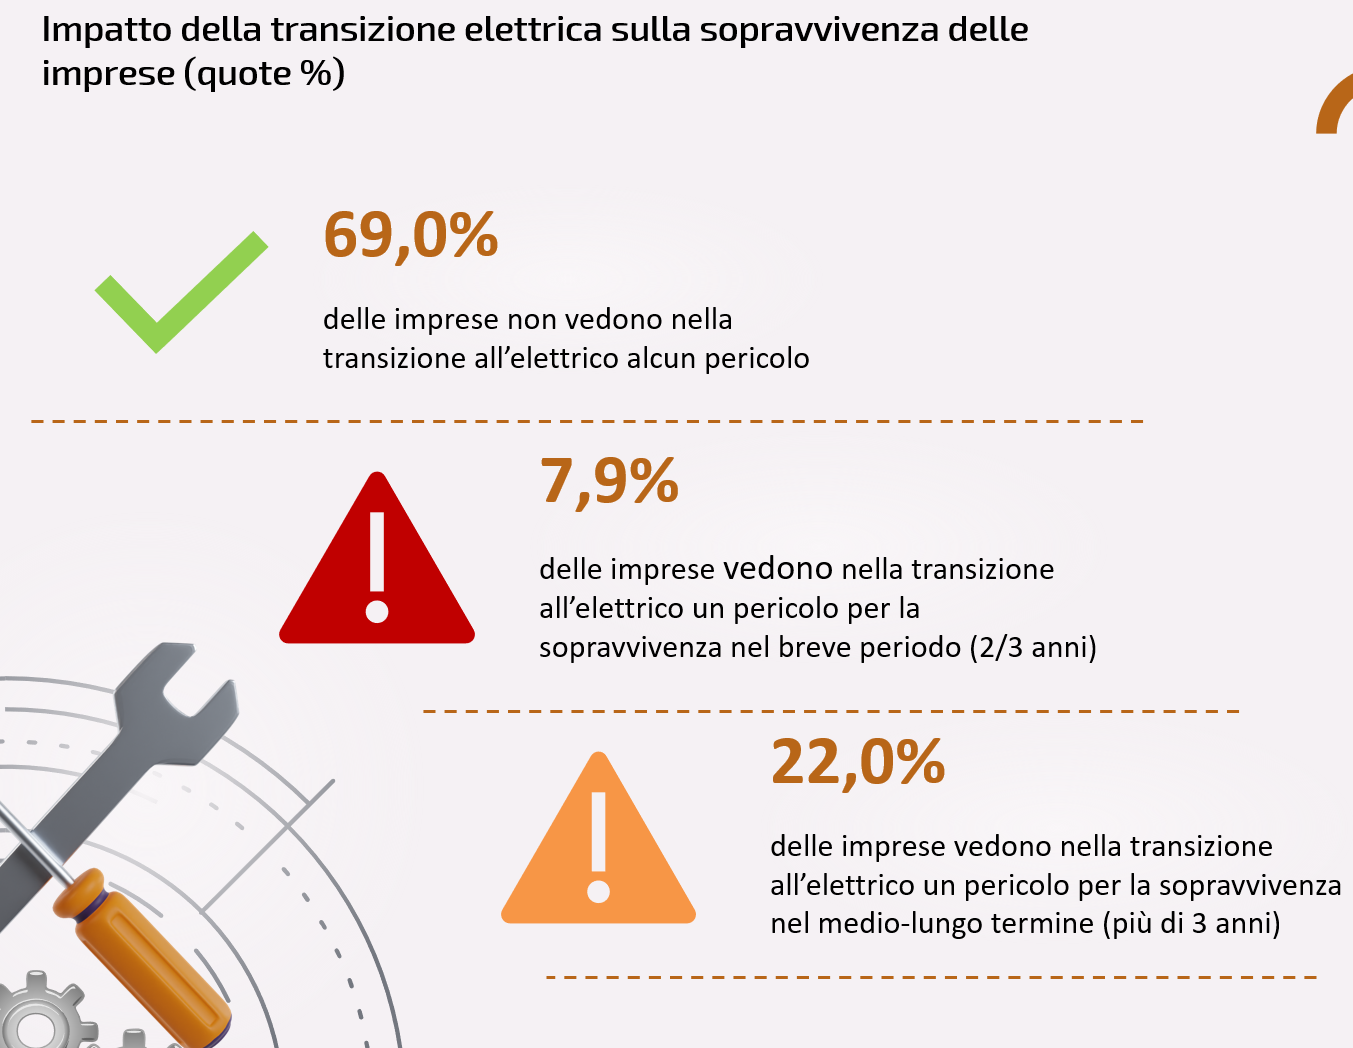 Impatto della transizione elettrica sulla sopravvivenza delle
imprese (quote %)
69,0%
delle imprese non vedono nella
transizione all’elettrico alcun pericolo
7,9%
delle imprese vedono nella transizione
all’elettrico un pericolo per la
sopravvivenza nel breve periodo (2/3 anni)
22,0%
delle imprese vedono nella transizione
all’elettrico un pericolo per la sopravvivenza
nel medio-lungo termine (più di 3 anni)